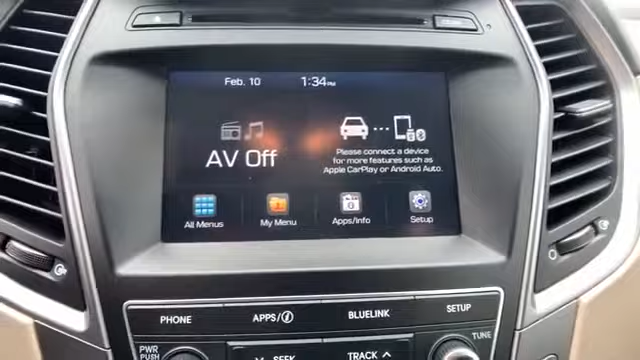 Feb. 10 1:34 PM
AV Off
Please connect a device
for more features such as
Apple CarPlay or Android Auto.
All Menus My Menu Apps/Info Setup
PHONE APPS/i BLUELINK SETUP
PWR
PUSH
∨ SEEK TRACK ∧
TUNE